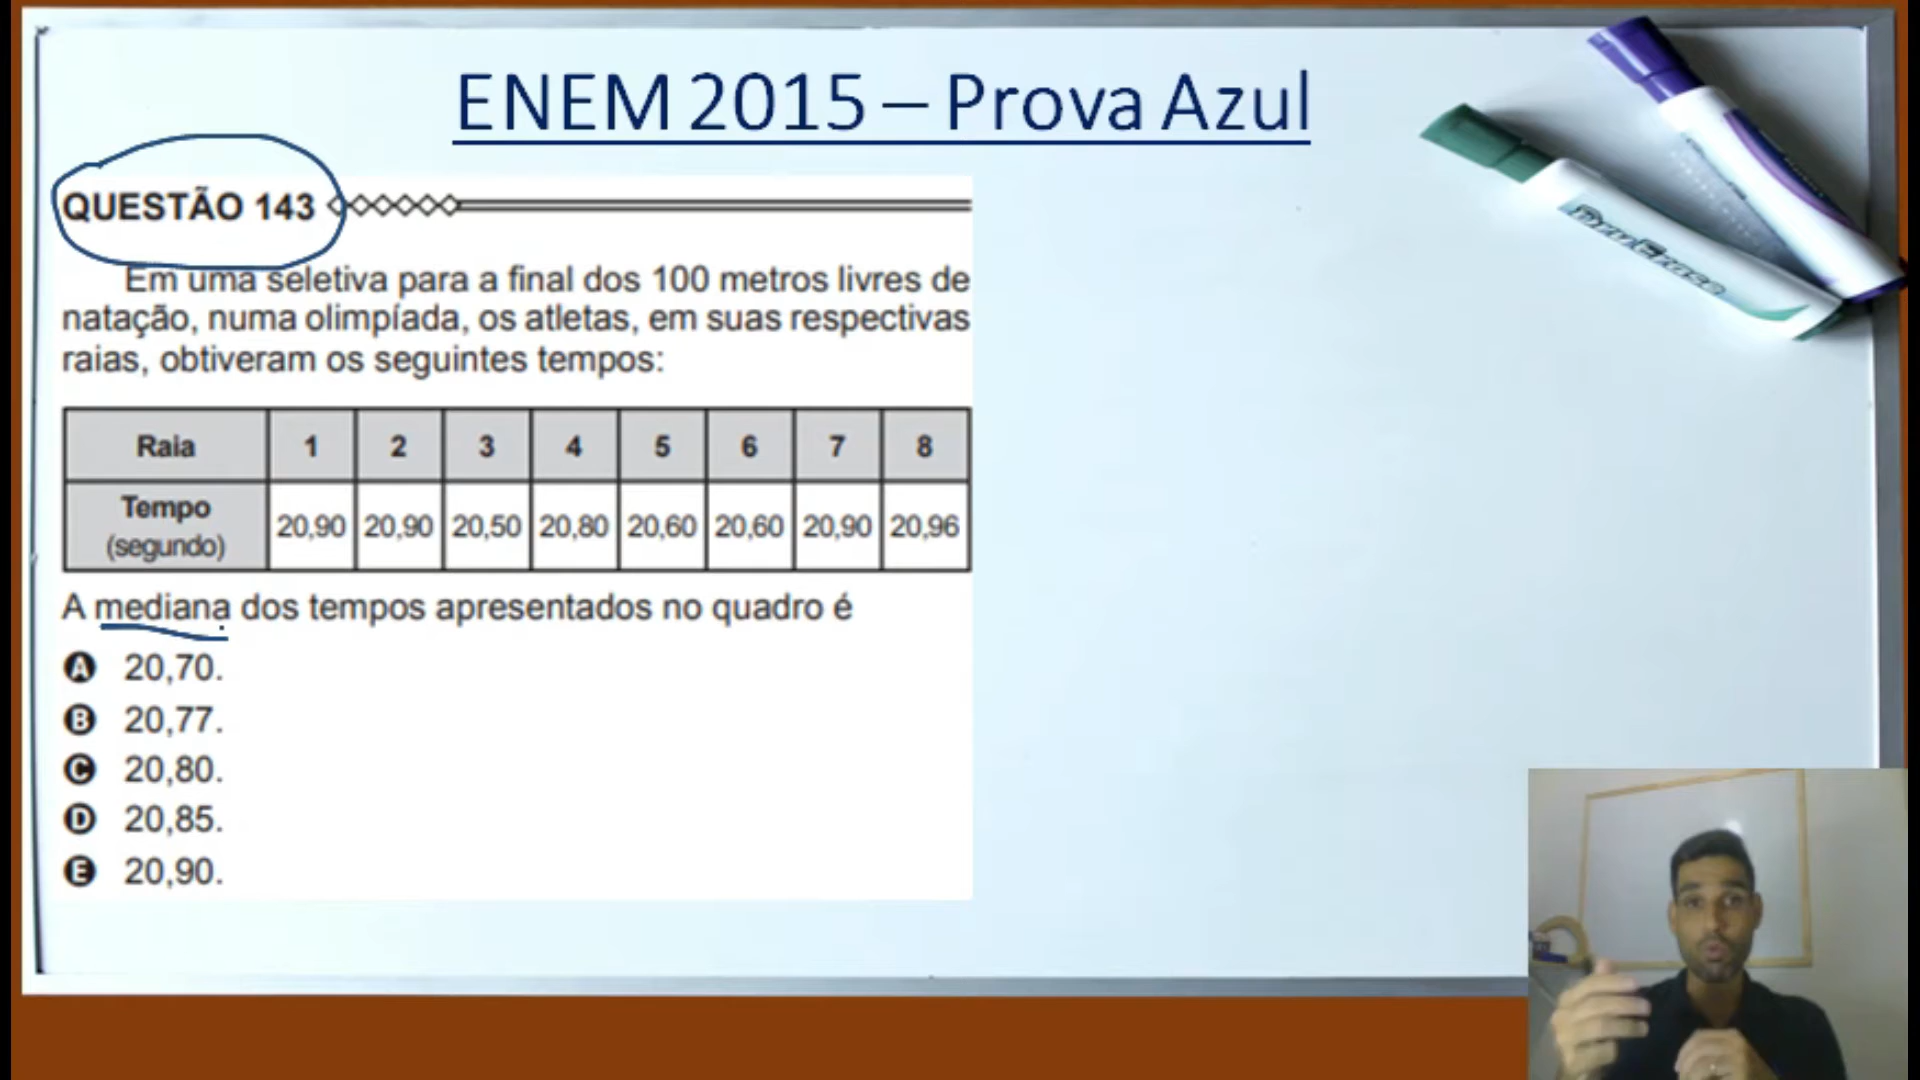 ENEM 2015 – Prova Azul
QUESTÃO 143
Em uma seletiva para a final dos 100 metros livres de
natação, numa olimpíada, os atletas, em suas respectivas
raias, obtiveram os seguintes tempos:
Raia 1 2 3 4 5 6 7 8
Tempo (segundo) 20,90 20,90 20,50 20,80 20,60 20,60 20,90 20,96
A mediana dos tempos apresentados no quadro é
A 20,70.
B 20,77.
C 20,80.
D 20,85.
E 20,90.